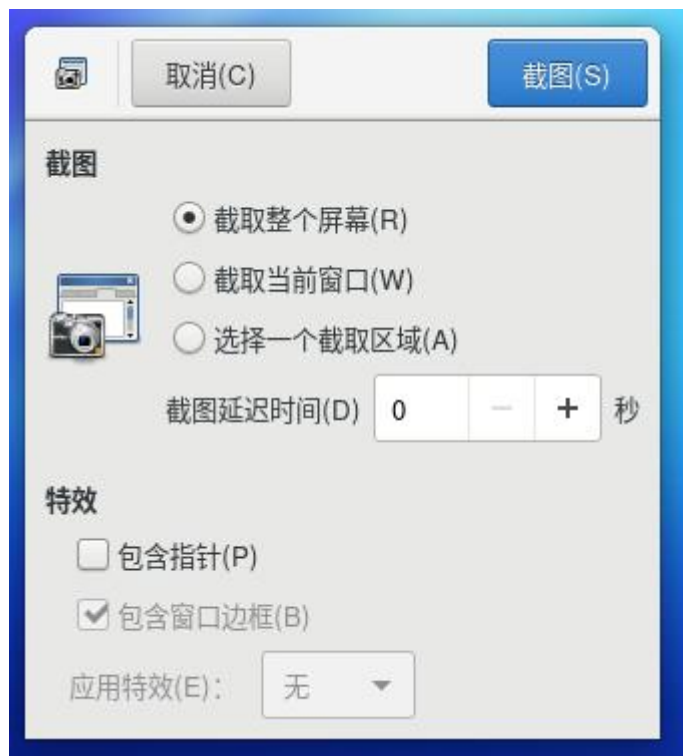 取消(C) 截图(S)
截图
截取整个屏幕(R)
截取当前窗口(W)
选择一个截取区域(A)
截图延迟时间(D) 0 秒
特效
包含指针(P)
包含窗口边框(B)
应用特效(E)： 无